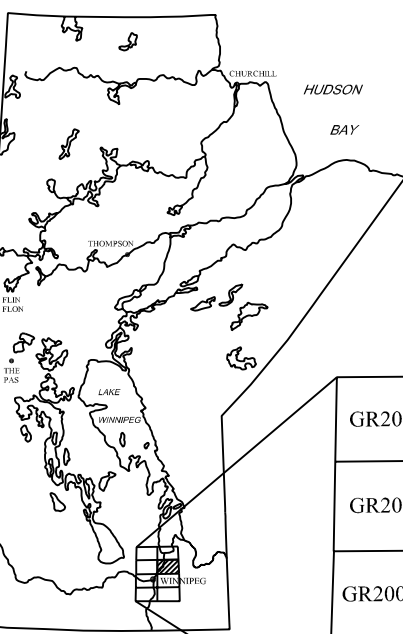 CHURCHILL
HUDSON
BAY
THOMPSON
FLIN
FLON
THE
PAS
LAKE
WINNIPEG
GR20
GR20
GR200
WINNIPEG